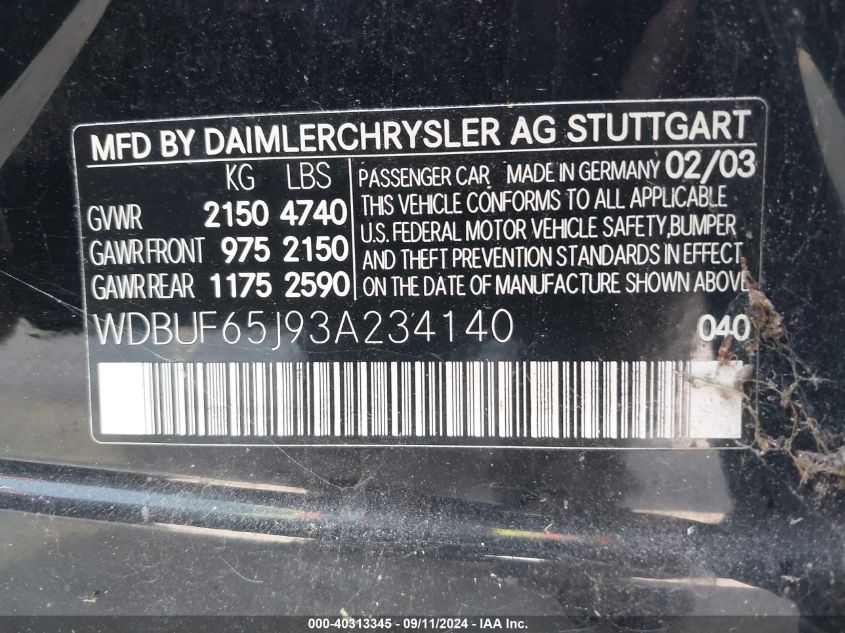 MFD BY DAIMLERCHRYSLER AG STUTTGART
KG LBS
GVWR 2150 4740
GAWR FRONT 975 2150
GAWR REAR 1175 2590
PASSENGER CAR MADE IN GERMANY 02/03
THIS VEHICLE CONFORMS TO ALL APPLICABLE
U.S. FEDERAL MOTOR VEHICLE SAFETY,BUMPER
AND THEFT PREVENTION STANDARDS IN EFFECT
ON THE DATE OF MANUFACTURE SHOWN ABOVE
WDBUF65J93A234140 040
000-40313345 - 09/11/2024 - IAA Inc.